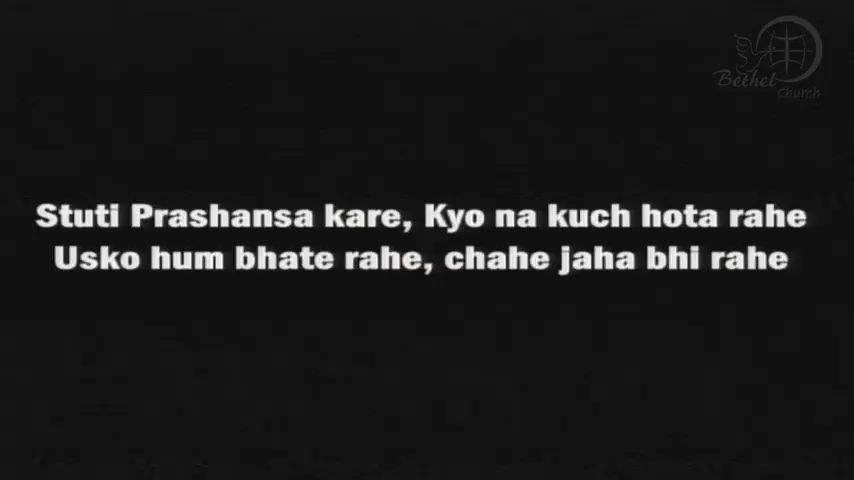 Bethel
Church
Stuti Prashansa kare, Kyo na kuch hota rahe
Usko hum bhate rahe, chahe jaha bhi rahe